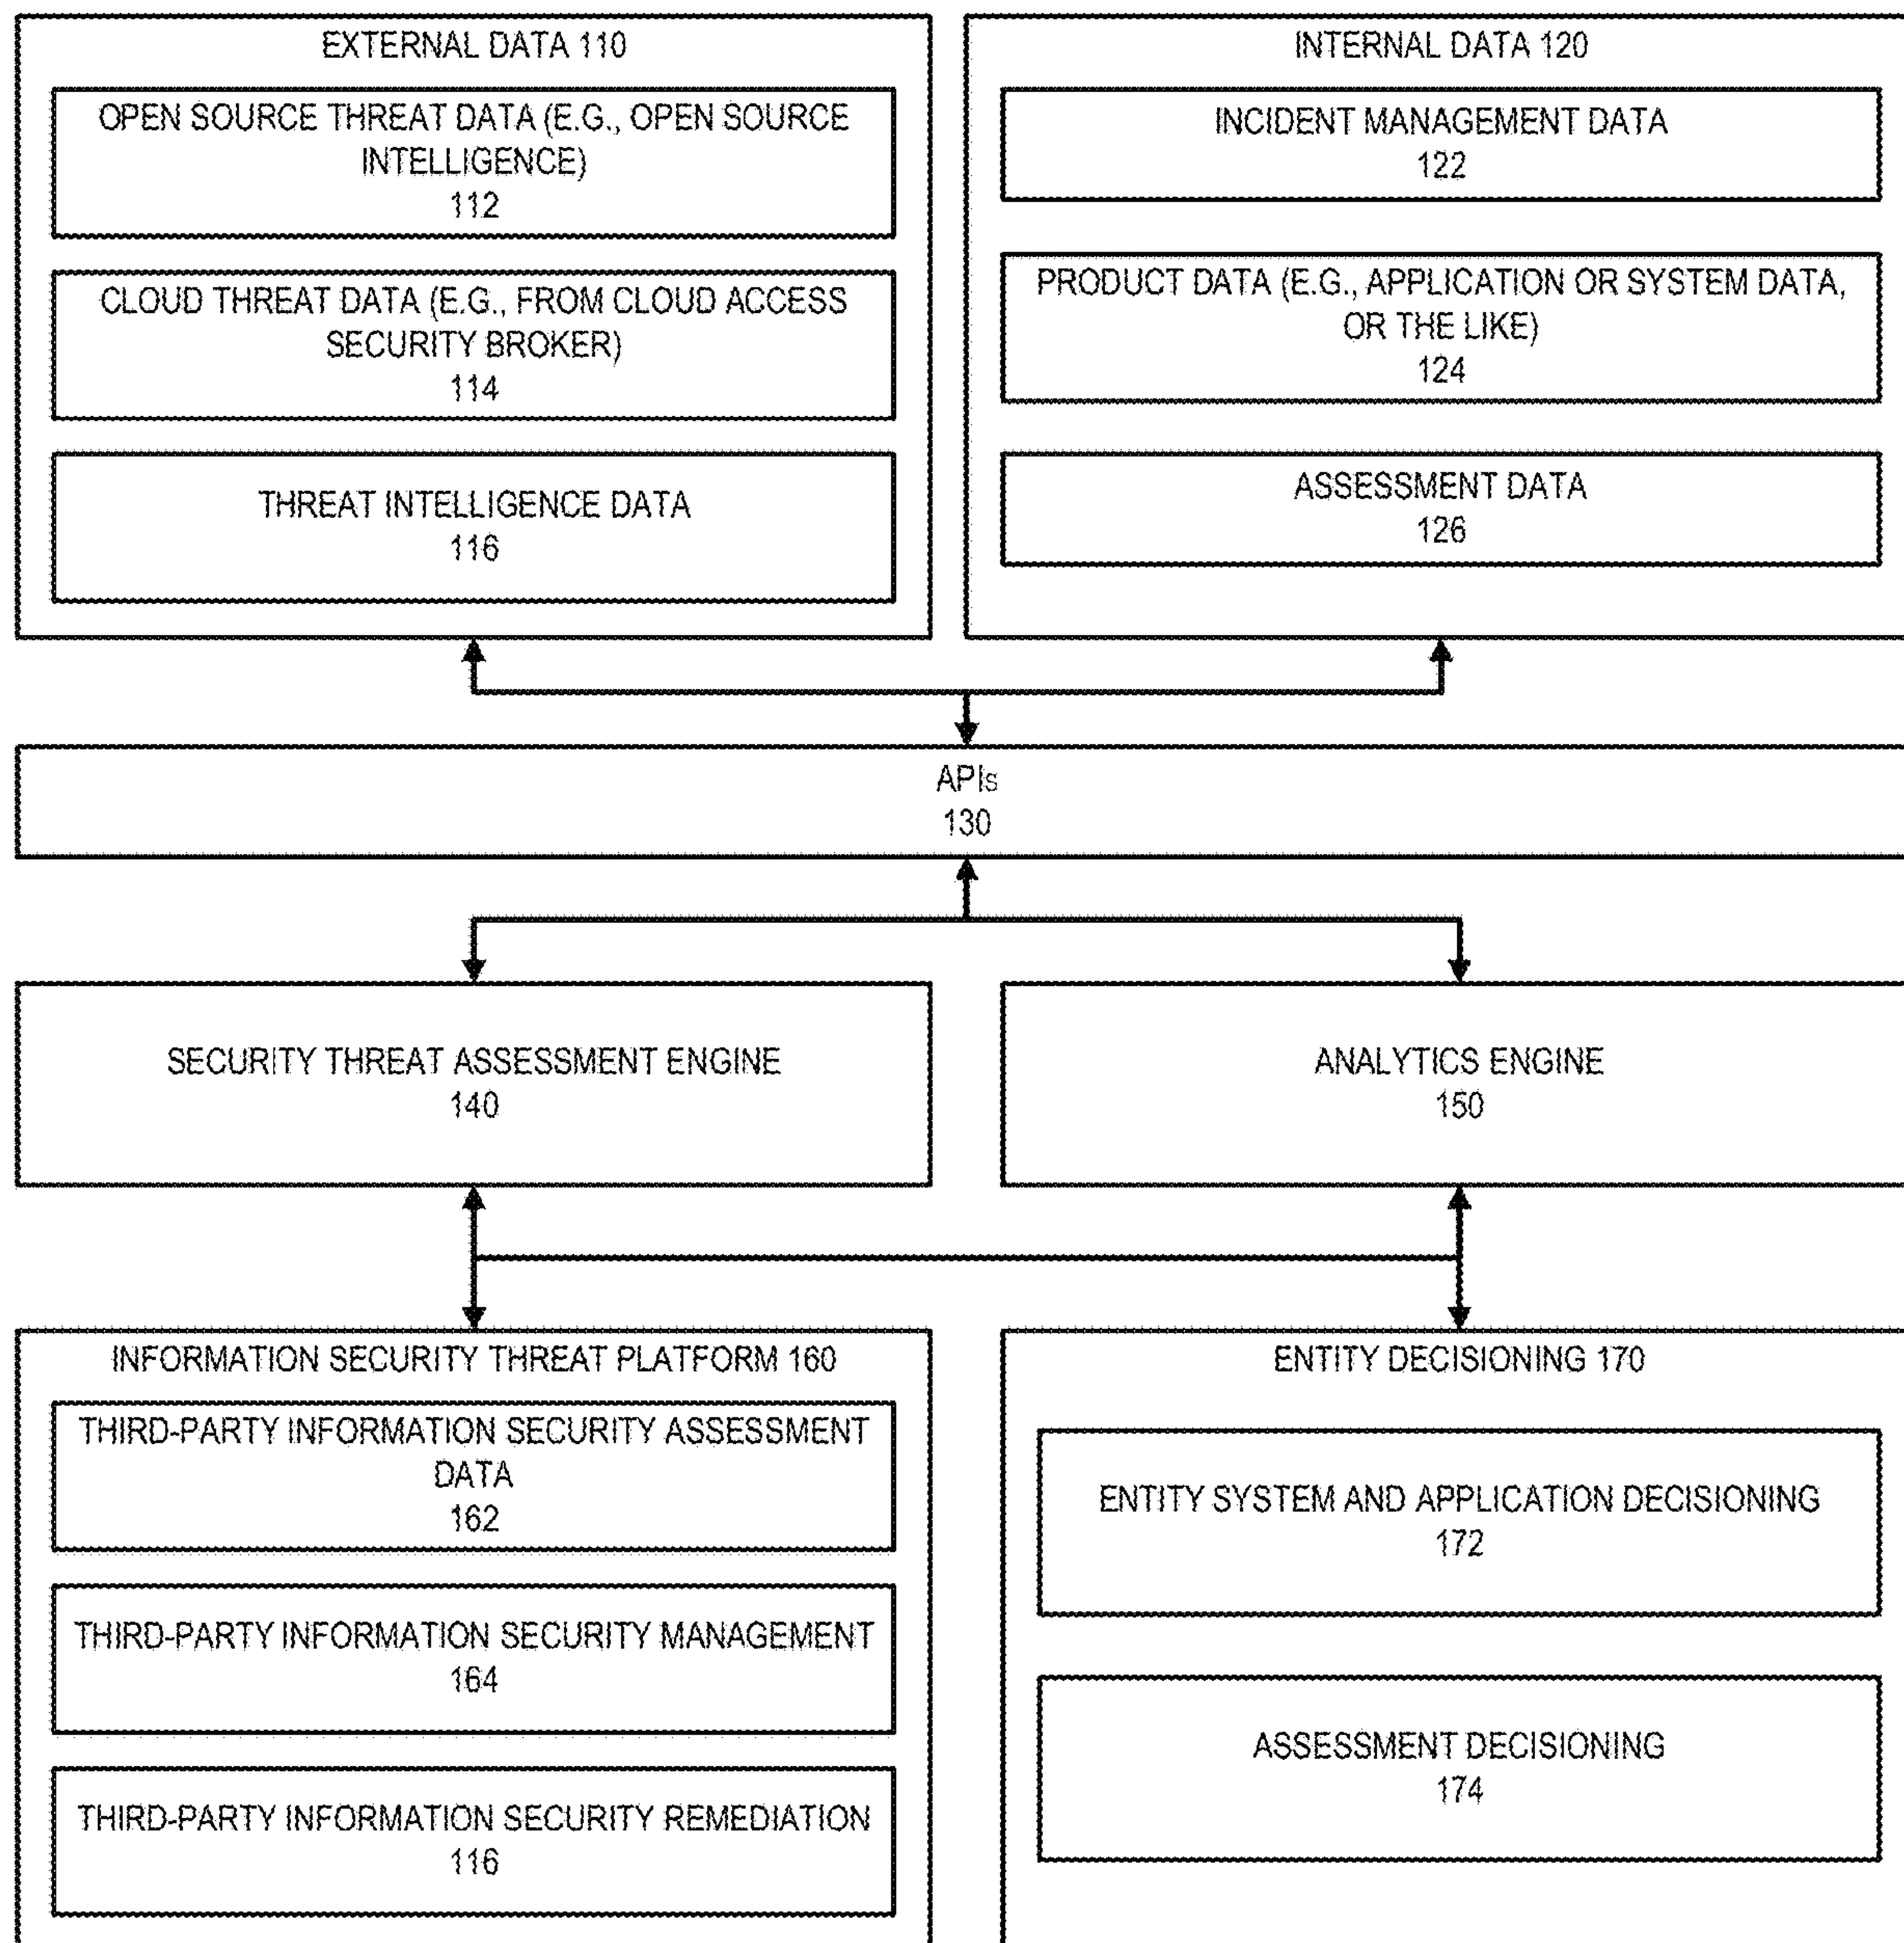 EXTERNAL DATA 110
OPEN SOURCE THREAT DATA (E.G., OPEN SOURCE
INTELLIGENCE)
112
CLOUD THREAT DATA (E.G., FROM CLOUD ACCESS
SECURITY BROKER)
114
THREAT INTELLIGENCE DATA
116
INTERNAL DATA 120
INCIDENT MANAGEMENT DATA
122
PRODUCT DATA (E.G., APPLICATION OR SYSTEM DATA,
OR THE LIKE)
124
ASSESSMENT DATA
126
APIs
130
SECURITY THREAT ASSESSMENT ENGINE
140
ANALYTICS ENGINE
150
INFORMATION SECURITY THREAT PLATFORM 160
THIRD-PARTY INFORMATION SECURITY ASSESSMENT
DATA
162
THIRD-PARTY INFORMATION SECURITY MANAGEMENT
164
THIRD-PARTY INFORMATION SECURITY REMEDIATION
116
ENTITY DECISIONING 170
ENTITY SYSTEM AND APPLICATION DECISIONING
172
ASSESSMENT DECISIONING
174